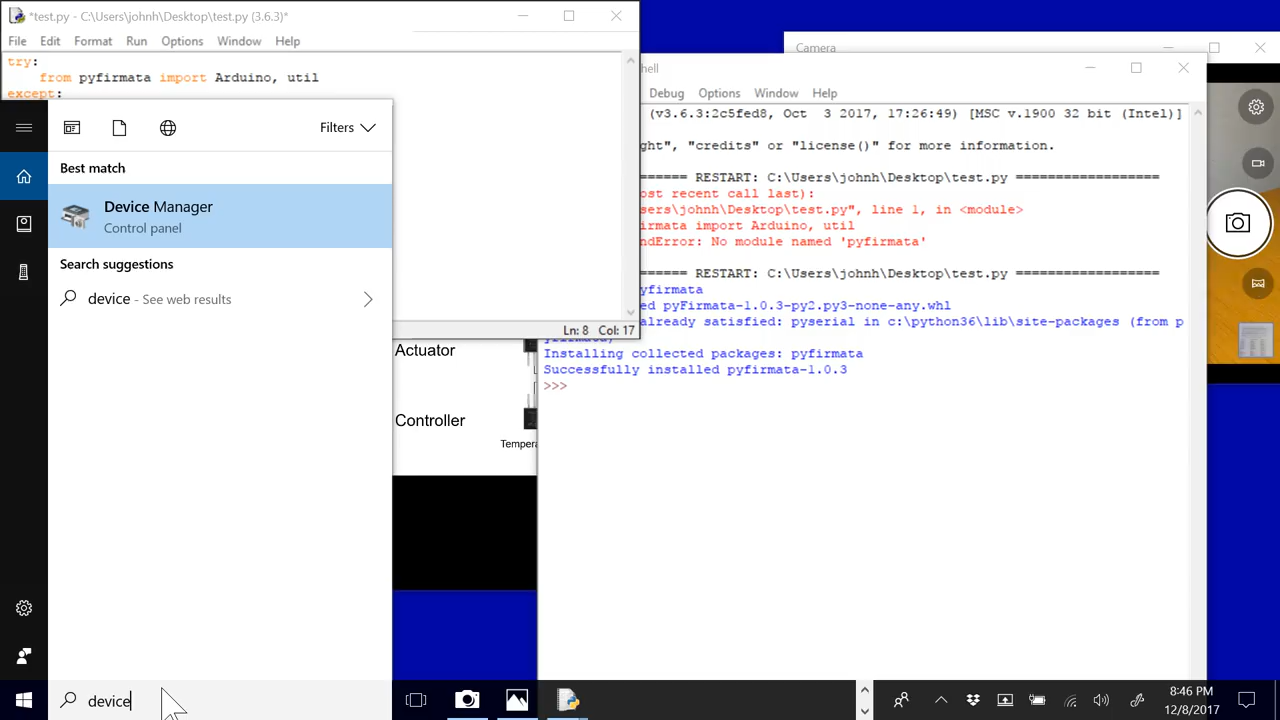 *test.py - C:\Users\johnh\Desktop\test.py (3.6.3)*
File Edit Format Run Options Window Help
try:
from pyfirmata import Arduino, util
except:
Filters
Best match
Device Manager
Control panel
Search suggestions
device - See web results
device
Ln: 8 Col: 17
Actuator
Controller
Tempera
Camera
hell
Debug Options Window Help
(v3.6.3:2c5fed8, Oct 3 2017, 17:26:49) [MSC v.1900 32 bit (Intel)]
ght", "credits" or "license()" for more information.
======= RESTART: C:\Users\johnh\Desktop\test.py ==================
ost recent call last):
sers\johnh\Desktop\test.py", line 1, in <module>
irmata import Arduino, util
ndError: No module named 'pyfirmata'
======= RESTART: C:\Users\johnh\Desktop\test.py ==================
yfirmata
ed pyFirmata-1.0.3-py2.py3-none-any.whl
already satisfied: pyserial in c:\python36\lib\site-packages (from p
yfirmata)
Installing collected packages: pyfirmata
Successfully installed pyfirmata-1.0.3
>>>
8:46 PM
12/8/2017